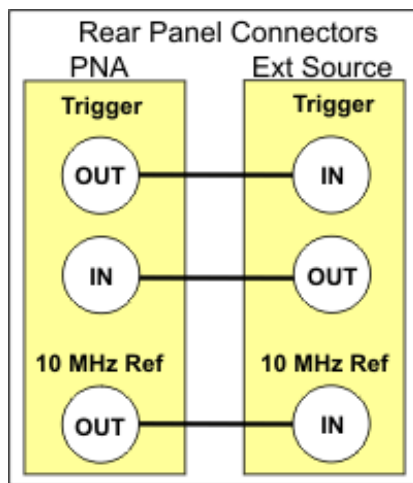 Rear Panel Connectors
PNA Ext Source
Trigger Trigger
OUT IN
IN OUT
10 MHz Ref 10 MHz Ref
OUT IN